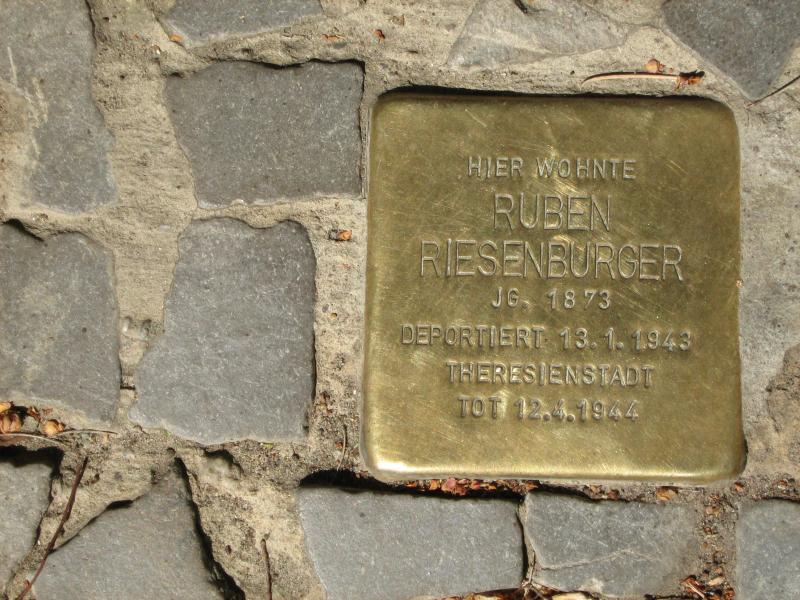 HIER WOHNTE
RUBEN
RIESENBURGER
JG. 1873
DEPORTIERT 13.1.1943
THERESIENSTADT
TOT 12.4.1944